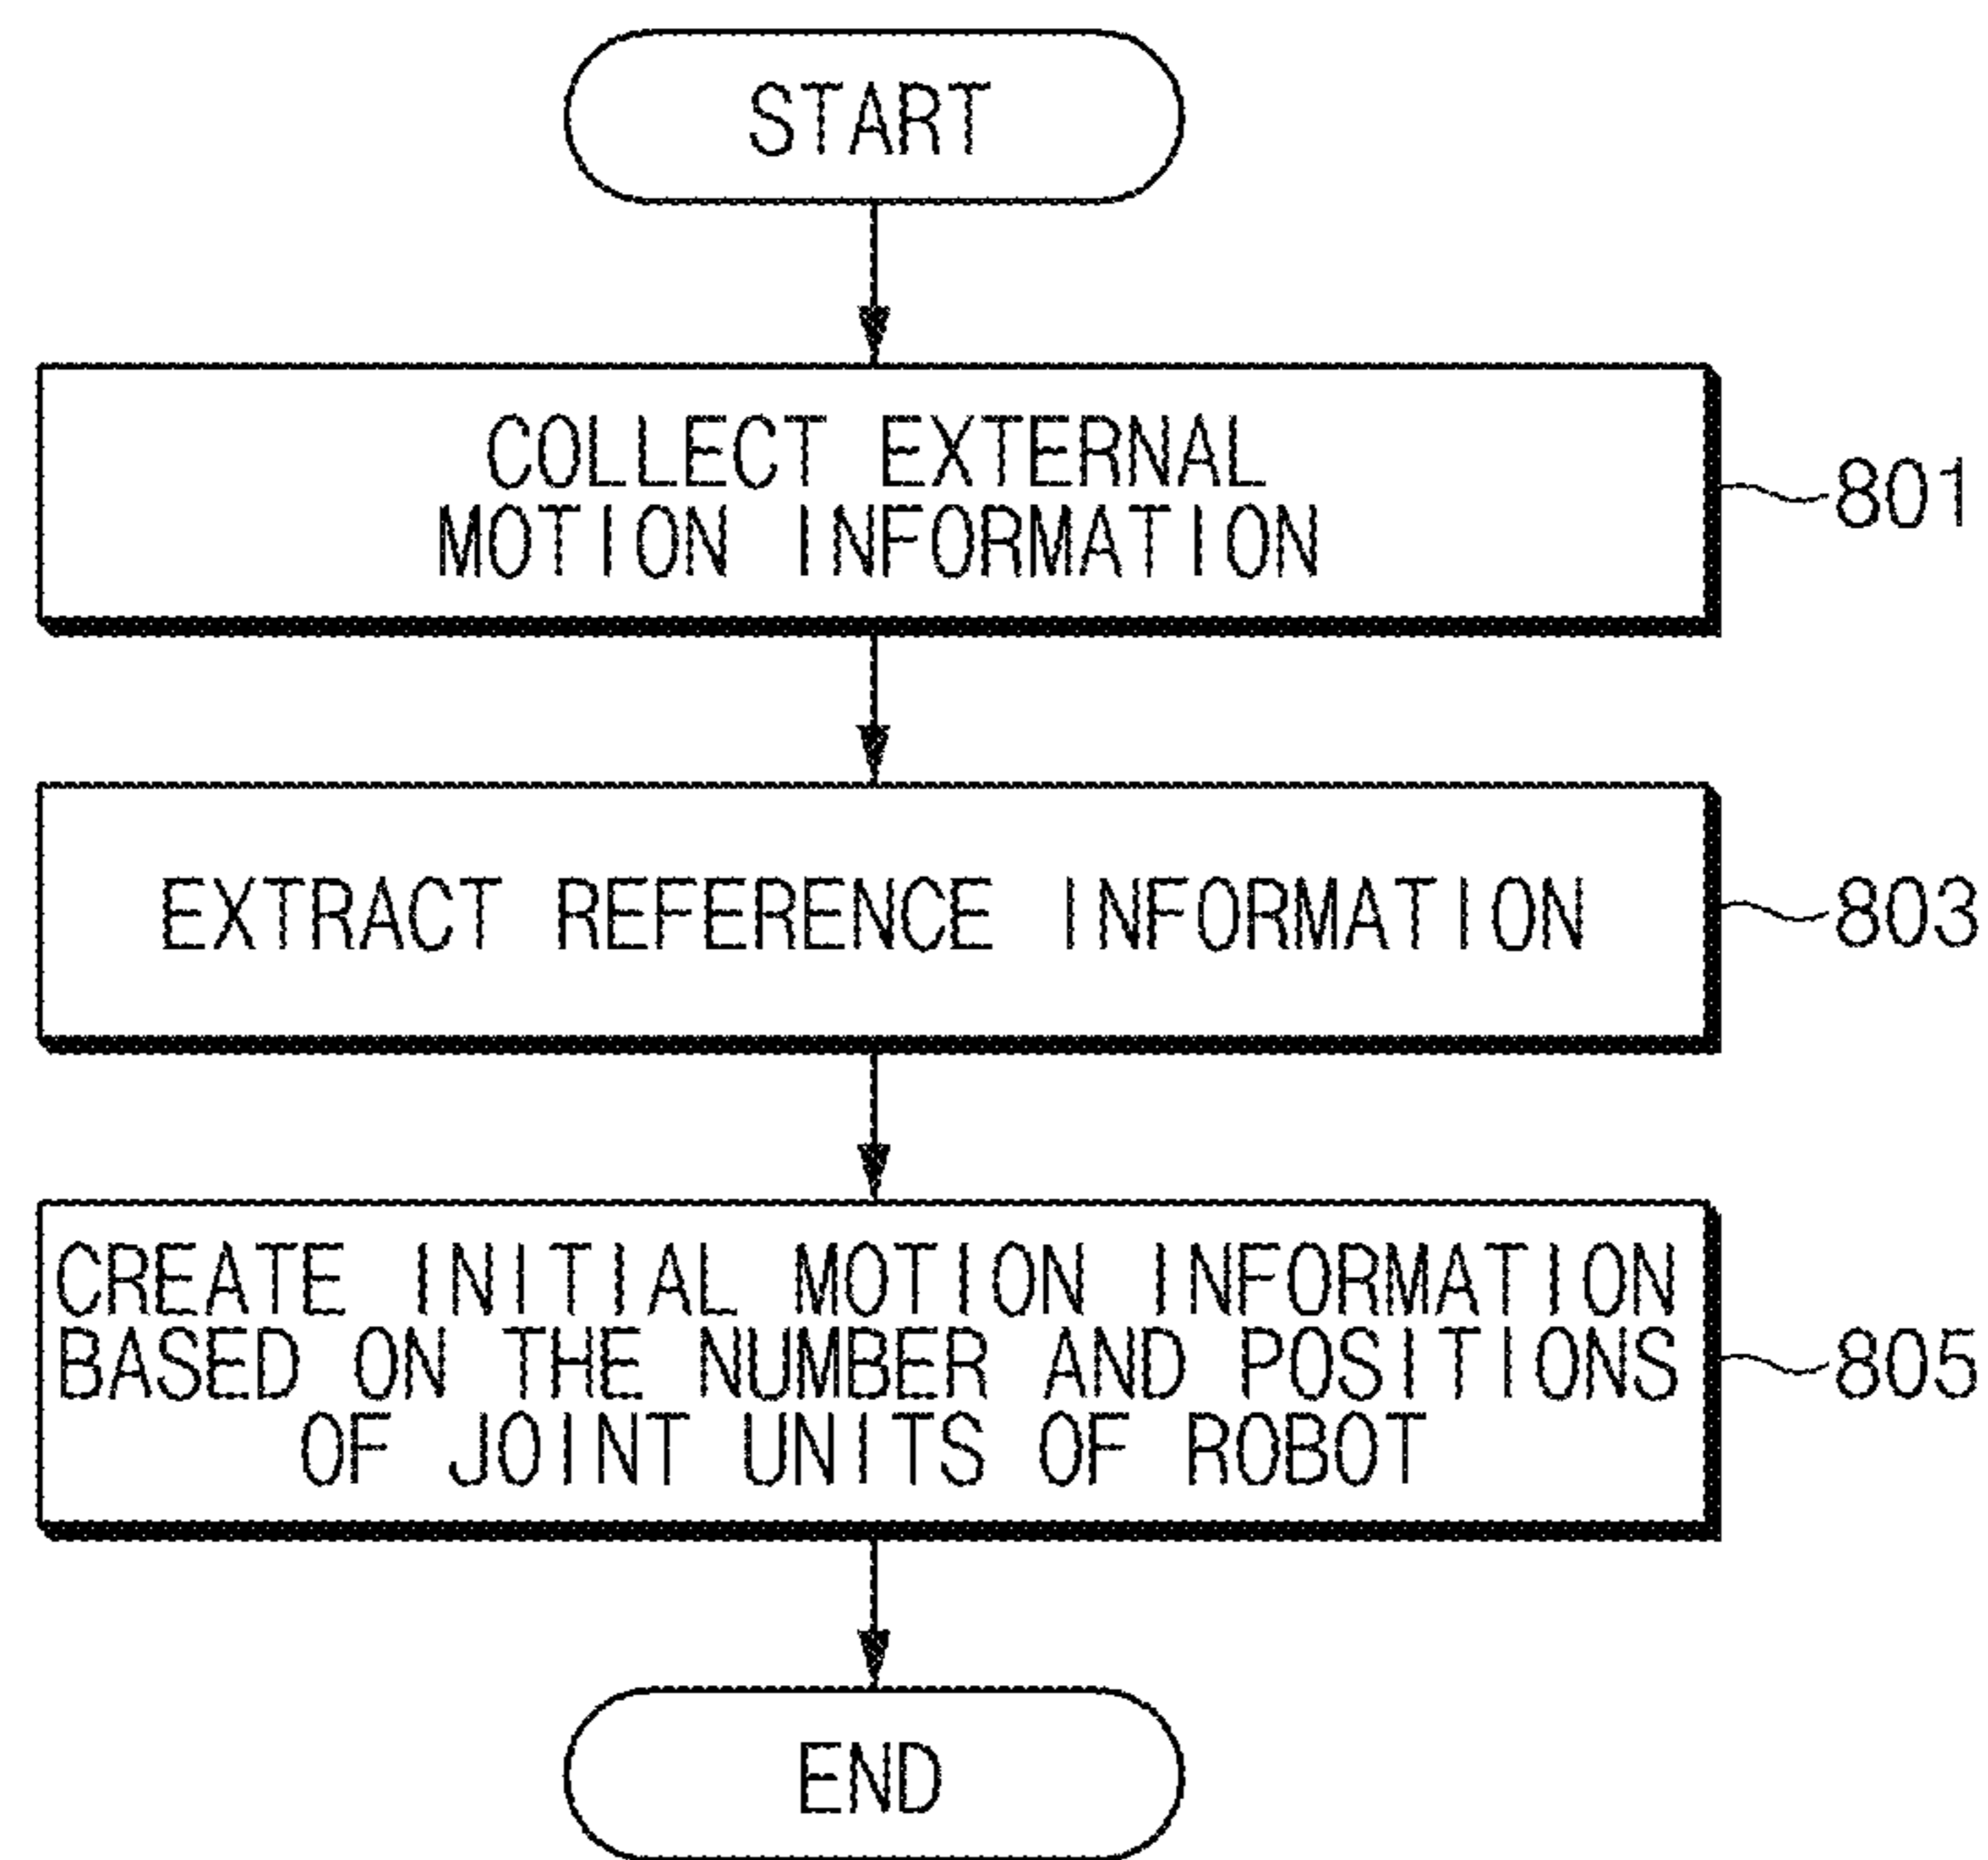 START
COLLECT EXTERNAL
MOTION INFORMATION
801
EXTRACT REFERENCE INFORMATION
803
CREATE INITIAL MOTION INFORMATION
BASED ON THE NUMBER AND POSITIONS
OF JOINT UNITS OF ROBOT
805
END